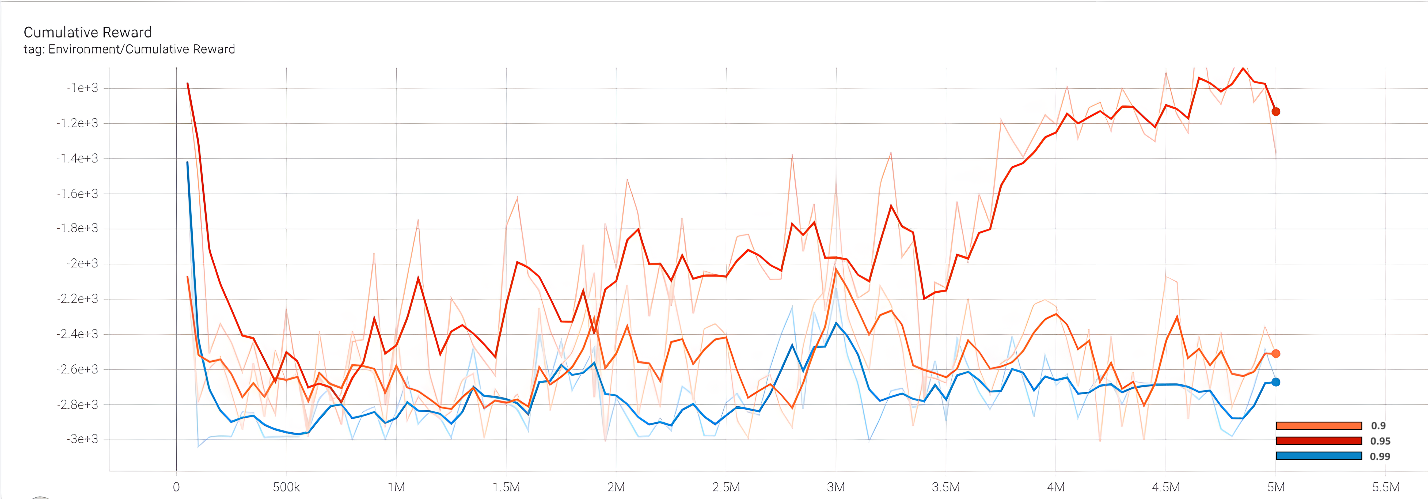 Cumulative Reward
tag: Environment/Cumulative Reward
-1e+3
-1.2e+3
-1.4e+3
-1.6e+3
-1.8e+3
-2e+3
-2.2e+3
-2.4e+3
-2.6e+3
-2.8e+3
-3e+3
0.9
0.95
0.99
0 500k 1M 1.5M 2M 2.5M 3M 3.5M 4M 4.5M 5M 5.5M